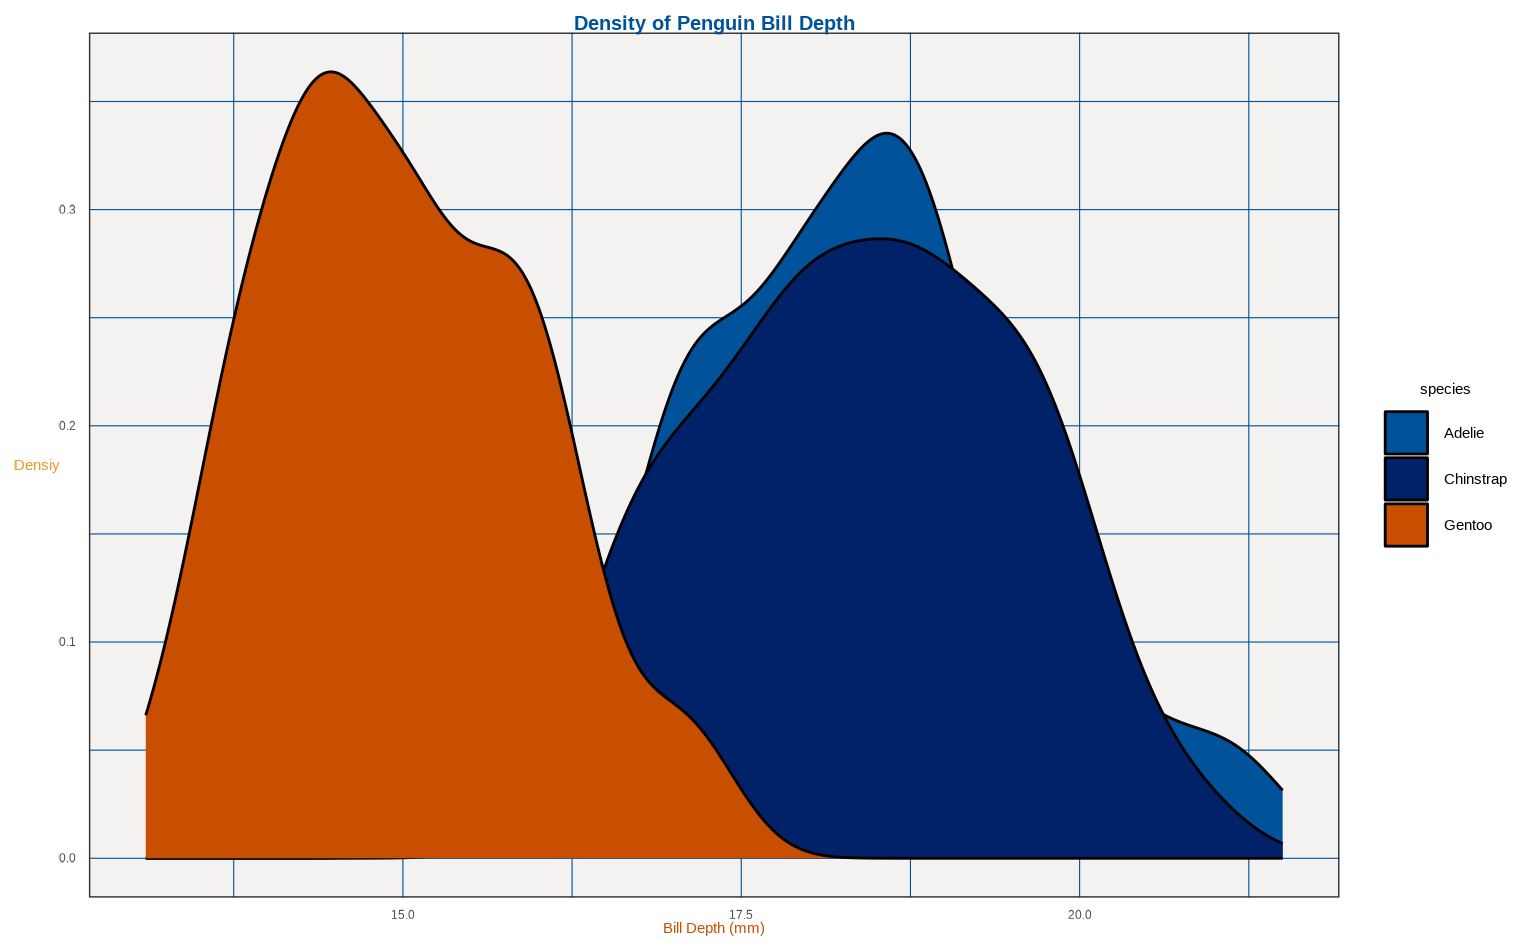 Density of Penguin Bill Depth
0.3
0.2
0.1
0.0
Densiy
15.0
17.5
20.0
Bill Depth (mm)
species
Adelie
Chinstrap
Gentoo